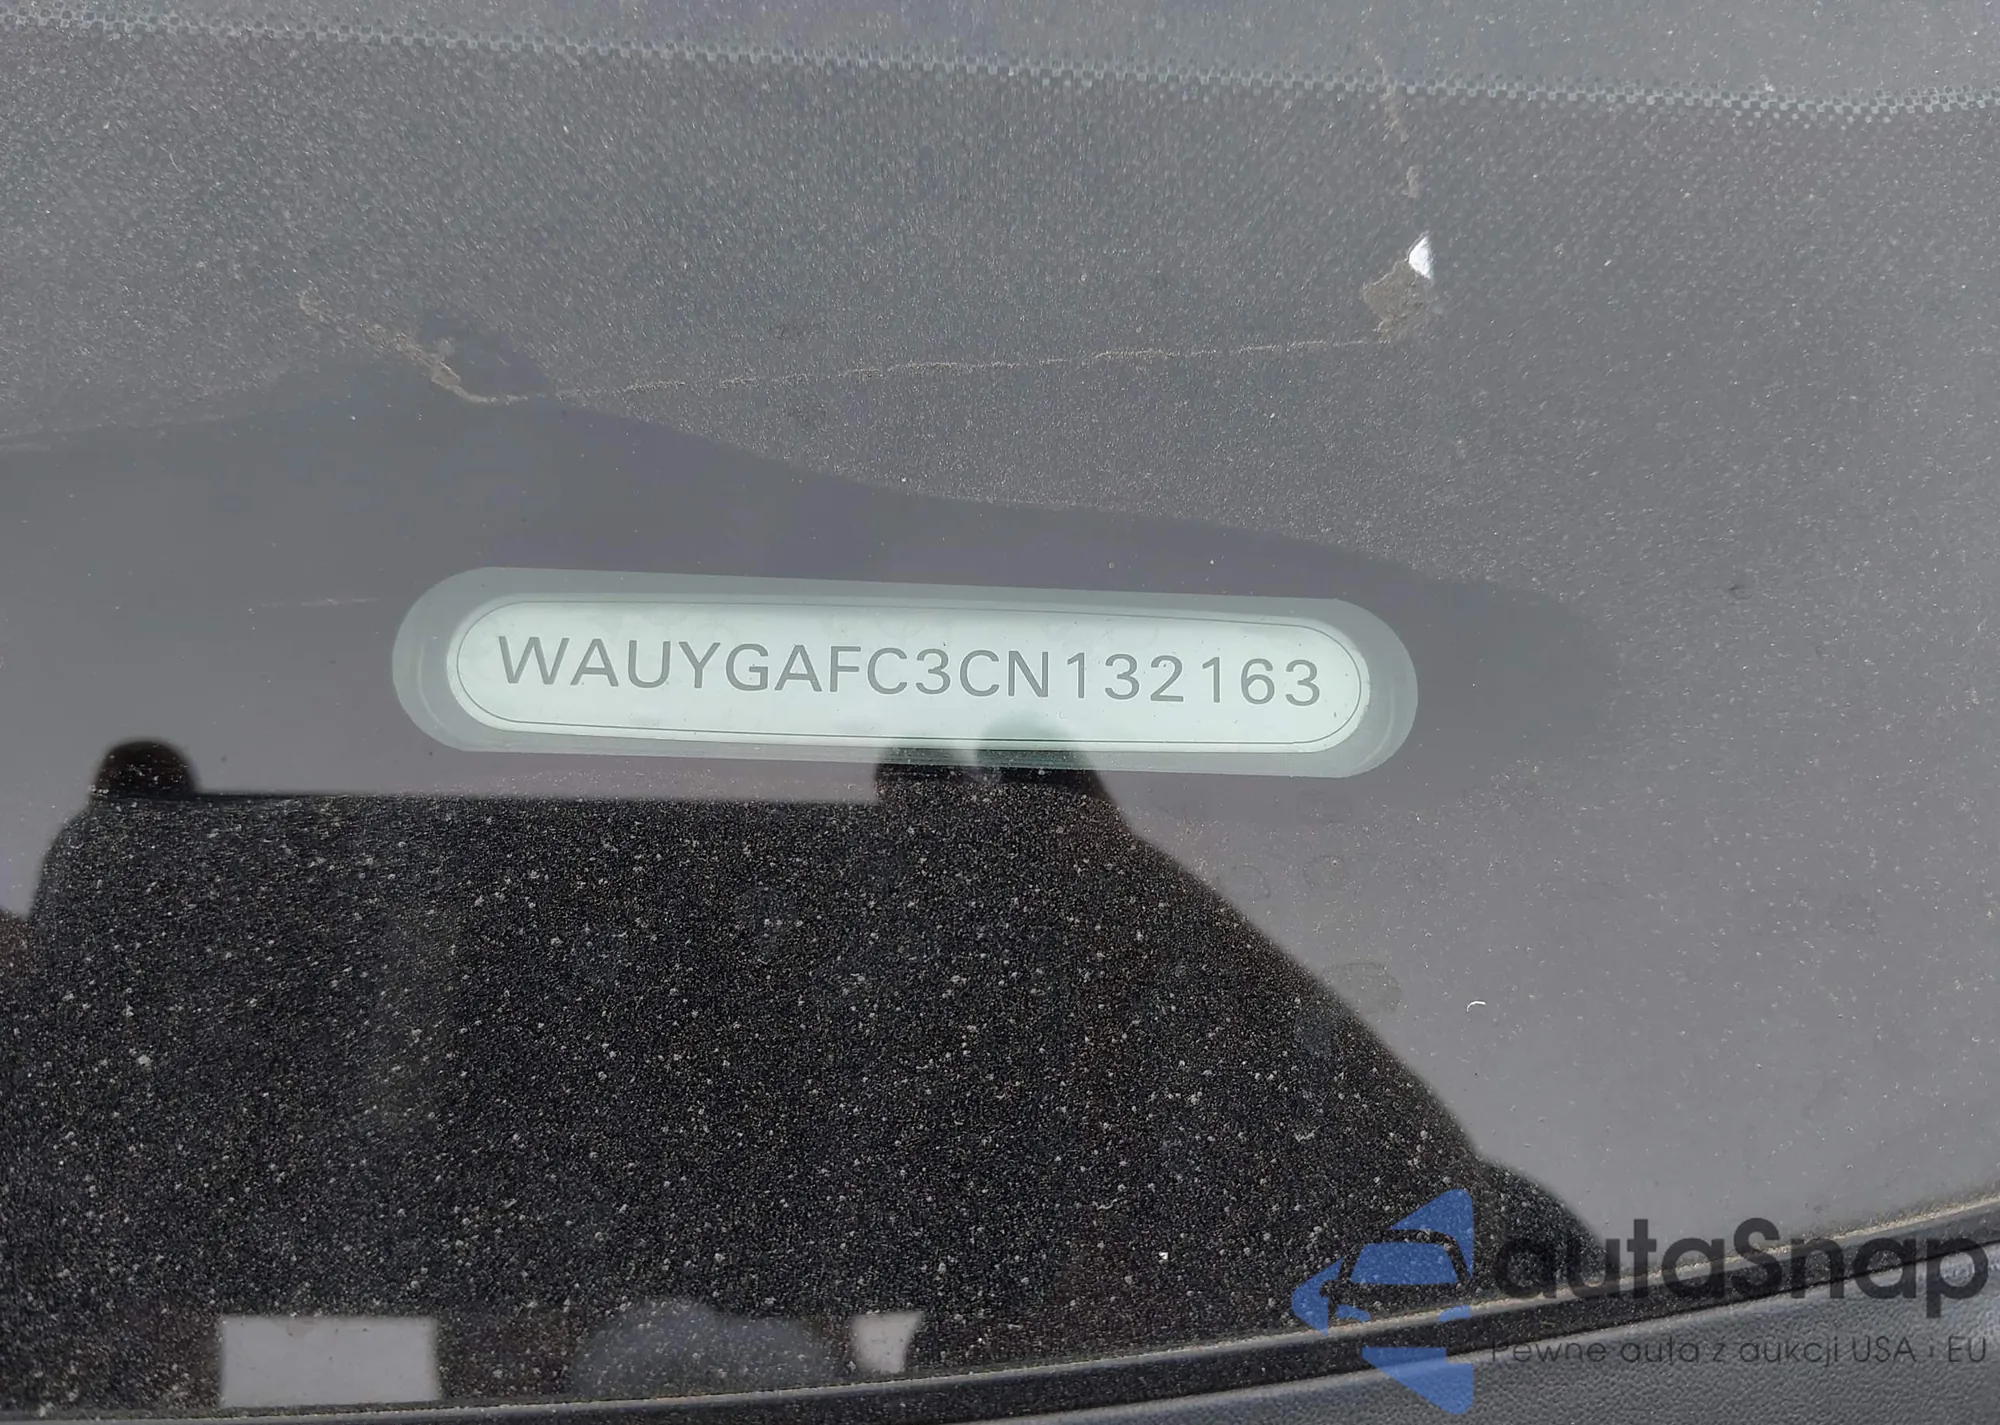 WAUYGAFC3CN132163
autaSnap
Pewne auta z aukcji USA i EU